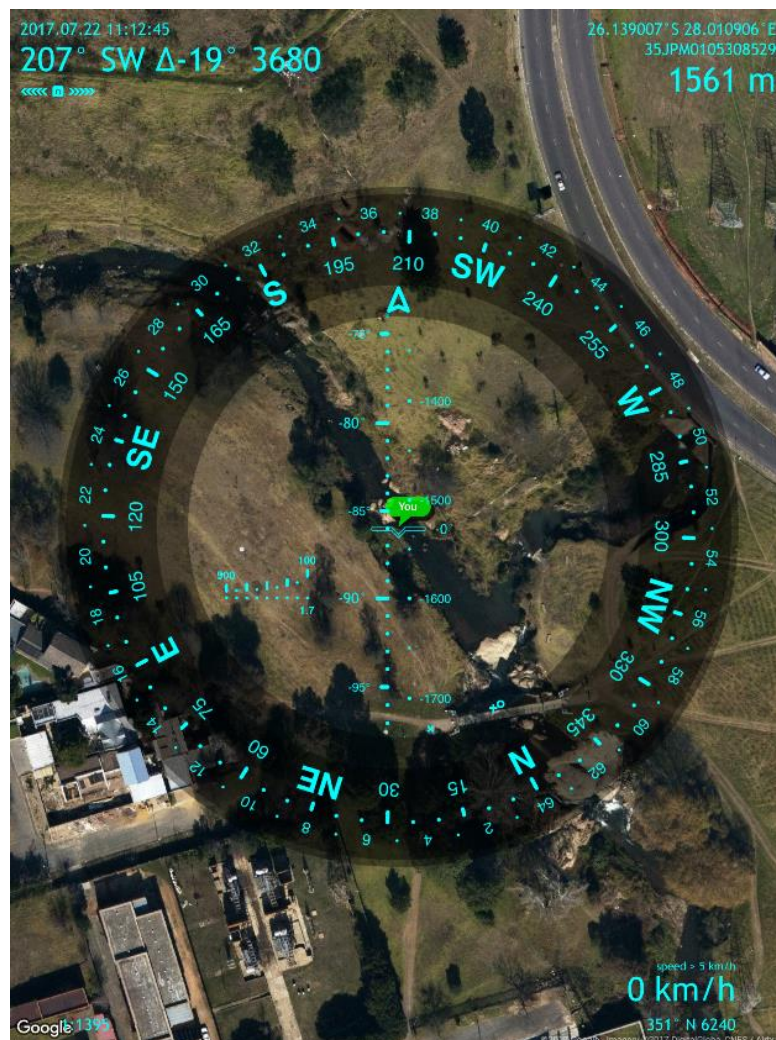 2017.07.22 11:12:45
207° SW Δ-19° 3680
n
26.139007°S 28.010906°E
35JPM0105308529
1561 m
28 30 32 34 36 38 40 42 44 46 48
150 165 S 195 210 SW 240 255 W
26 24 22 20 18 16 14 12 10 8 6 4 2
SE 120 105 E 75 60 NE 30 15 N
50 52 54 56 58 60 62 64
285 300 NW 330 345
-80°
-85°
-90°
-95°
-1400
-1500
-0
-1600
-1700
You
900 100
1.7
%
K
speed > 5 km/h
0 km/h
351° N 6240
Google
1:1395